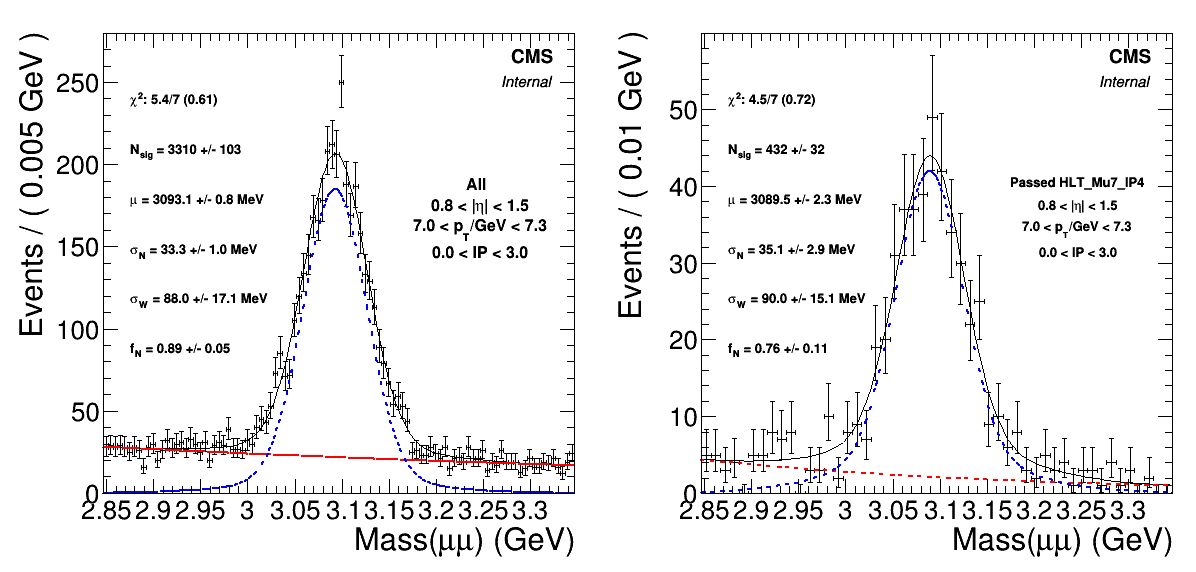 CMS
Internal
χ²: 5.4/7 (0.61)
N_sig = 3310 +/- 103
μ = 3093.1 +/- 0.8 MeV
σ_N = 33.3 +/- 1.0 MeV
σ_W = 88.0 +/- 17.1 MeV
f_N = 0.89 +/- 0.05
All
0.8 < |η| < 1.5
7.0 < p_T/GeV < 7.3
0.0 < IP < 3.0
Events / ( 0.005 GeV )
250
200
150
100
50
0
2.85 2.9 2.95 3 3.05 3.1 3.15 3.2 3.25 3.3
Mass(μμ) (GeV)
CMS
Internal
χ²: 4.5/7 (0.72)
N_sig = 432 +/- 32
μ = 3089.5 +/- 2.3 MeV
σ_N = 35.1 +/- 2.9 MeV
σ_W = 90.0 +/- 15.1 MeV
f_N = 0.76 +/- 0.11
Passed HLT_Mu7_IP4
0.8 < |η| < 1.5
7.0 < p_T/GeV < 7.3
0.0 < IP < 3.0
Events / ( 0.01 GeV )
50
40
30
20
10
0
2.85 2.9 2.95 3 3.05 3.1 3.15 3.2 3.25 3.3
Mass(μμ) (GeV)